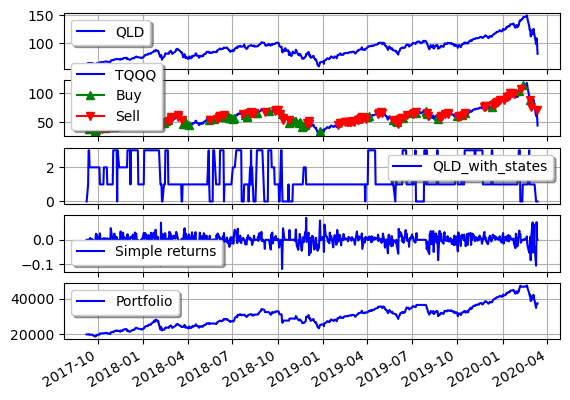 150
QLD
100
TQQQ
100
Buy
50
Sell
QLD_with_states
2
0
0.0
Simple returns
−0.1
Portfolio
40000
20000
2017-10 2018-01 2018-04 2018-07 2018-10 2019-01 2019-04 2019-07 2019-10 2020-01 2020-04